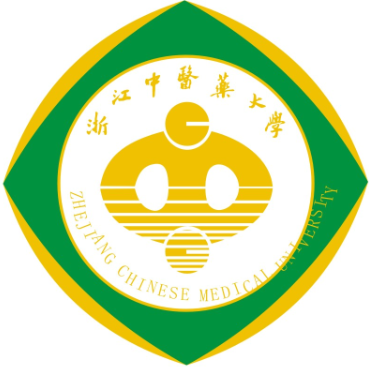 浙江中醫藥大學
ZHEJIANG CHINESE MEDICAL UNIVERSITY